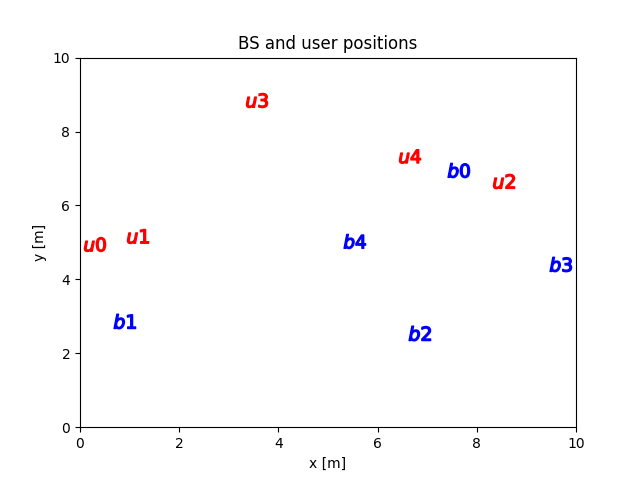 BS and user positions
10
8
6
4
2
0
y [m]
u3
u4
b0
u2
u0
u1
b4
b3
b1
b2
0 2 4 6 8 10
x [m]